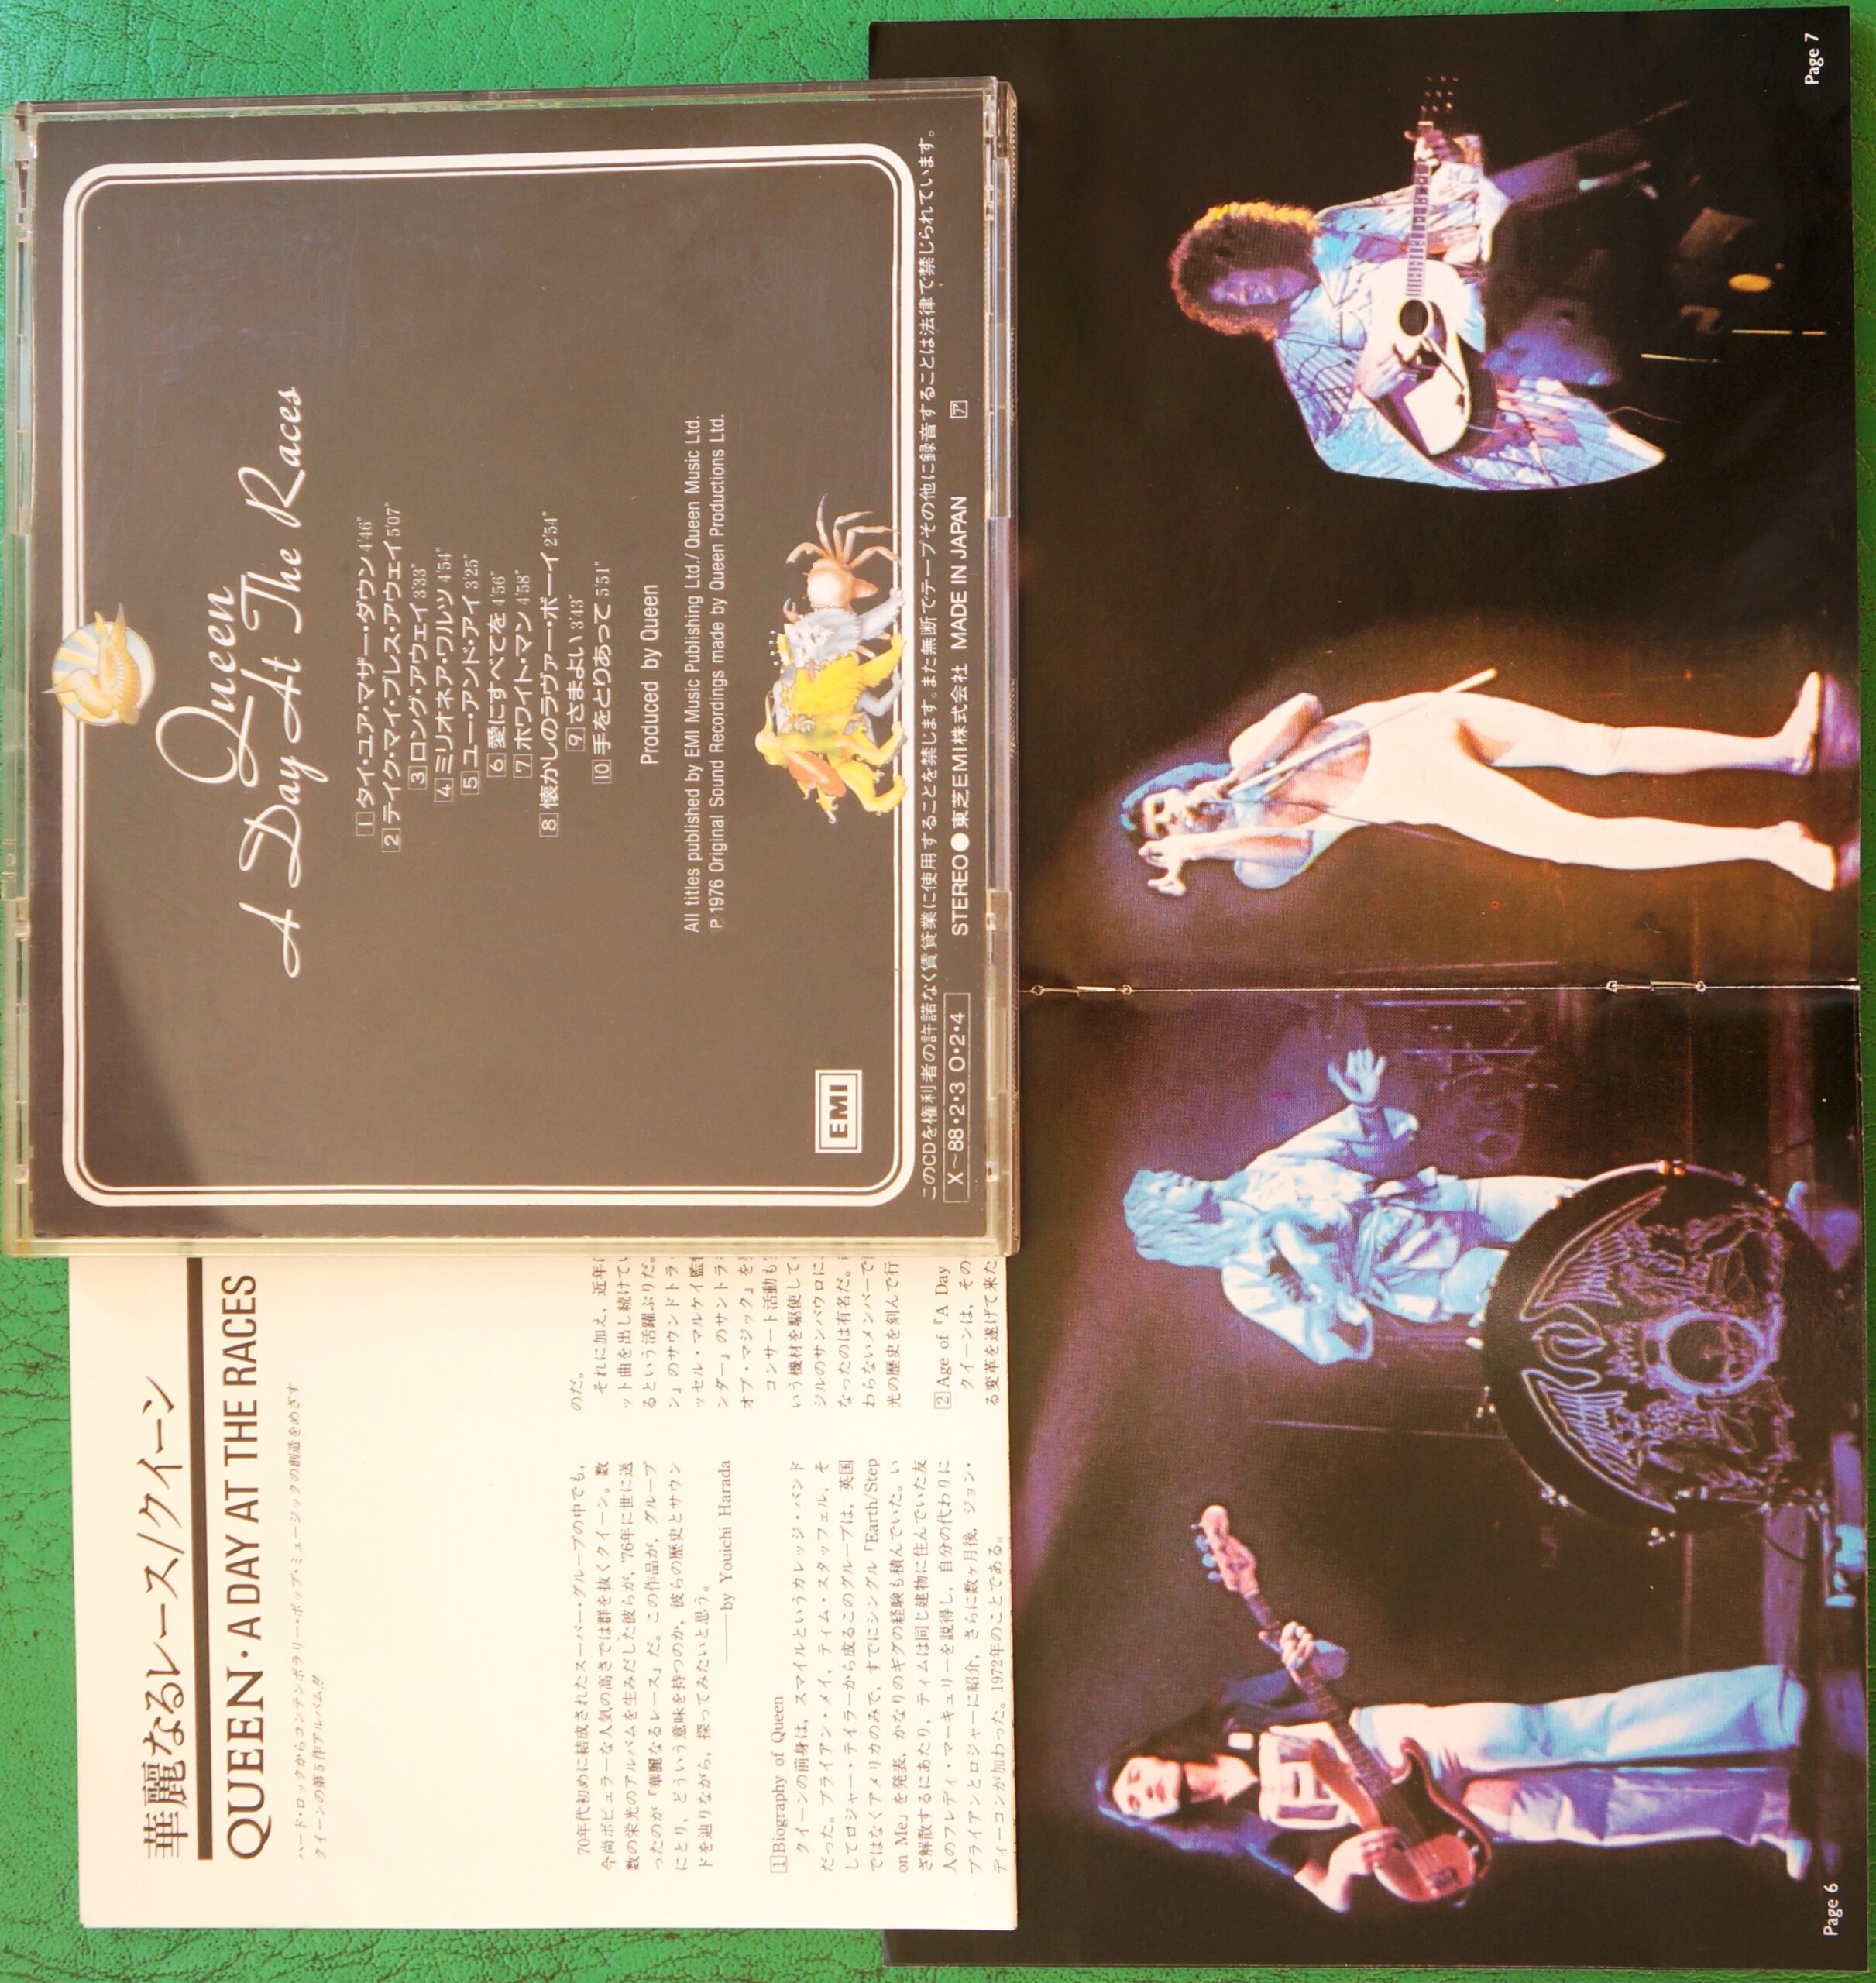 Queen
A Day At The Races
1 タイ・ユア・マザー・ダウン 4'46"
2 テイク・マイ・ブレス・アウェイ 5'07"
3 ロング・アウェイ 3'33"
4 ミリオネア・ワルツ 4'54"
5 ユー・アンド・アイ 3'25"
6 愛にすべてを 4'56"
7 ホワイト・マン 4'58"
8 懐かしのラヴァー・ボーイ 2'54"
9 さまよい 3'43"
10 手をとりあって 5'51"
Produced by Queen
All titles published by EMI Music Publishing Ltd./ Queen Music Ltd.
℗ 1976 Original Sound Recordings made by Queen Productions Ltd.
EMI
このCDを権利者の許諾なく賃貸業に使用することを禁じます。また無断でテープその他に録音することは法律で禁じられています。
X〜88・2・3 O・2・4
STEREO●東芝EMI株式会社 MADE IN JAPAN ア
華麗なるレース/クイーン
QUEEN・A DAY AT THE RACES
ハード・ロックからコンテンポラリー・ポップ・ミュージックの創造をめざす
クイーンの第5作アルバム!!
70年代初めに結成されたスーパー・グループの中でも、
今尚ポピュラーな人気の高さでは群を抜くクイーン。数
数の栄光のアルバムを生みだした彼らが、'76年に世に送
ったのが『華麗なるレース』だ。この作品が、グループ
にとり、どういう意味を持つのか、彼らの歴史とサウン
ドを辿りながら、探ってみたいと思う。
——by Youichi Harada
1 Biography of Queen
クイーンの前身は、スマイルというカレッジ・バンド
だった。ブライアン・メイ、ティム・スタッフェル、そ
してロジャー・テイラーから成るこのグループは、英国
ではなくアメリカのみで、すでにシングル「Earth/Step
on Me」を発表、かなりのギグの経験も積んでいた。い
ざ解散するにあたり、ティムは同じ建物に住んでいた友
人のフレディ・マーキュリーを説得し、自分の代わりに
ブライアンとロジャーに紹介、さらに数ヶ月後、ジョン・
ディーコンが加わった。1972年のことである。
のだ。
それに加え、近年
ット曲を出し続けて
るという活躍ぶりだ。
ン』のサウンドトラ
ッセル・マルケイ監
ンダー』のサントラ
オブ・マジック』を
コンサート活動も
いう機材を駆使して
ジルのサンパウロに
なったのは有名だ。
わらないメンバーで
光の歴史を刻んで行
2 Age of『A Day
クイーンは、その
る変革を遂げて来た
Page 6
Page 7